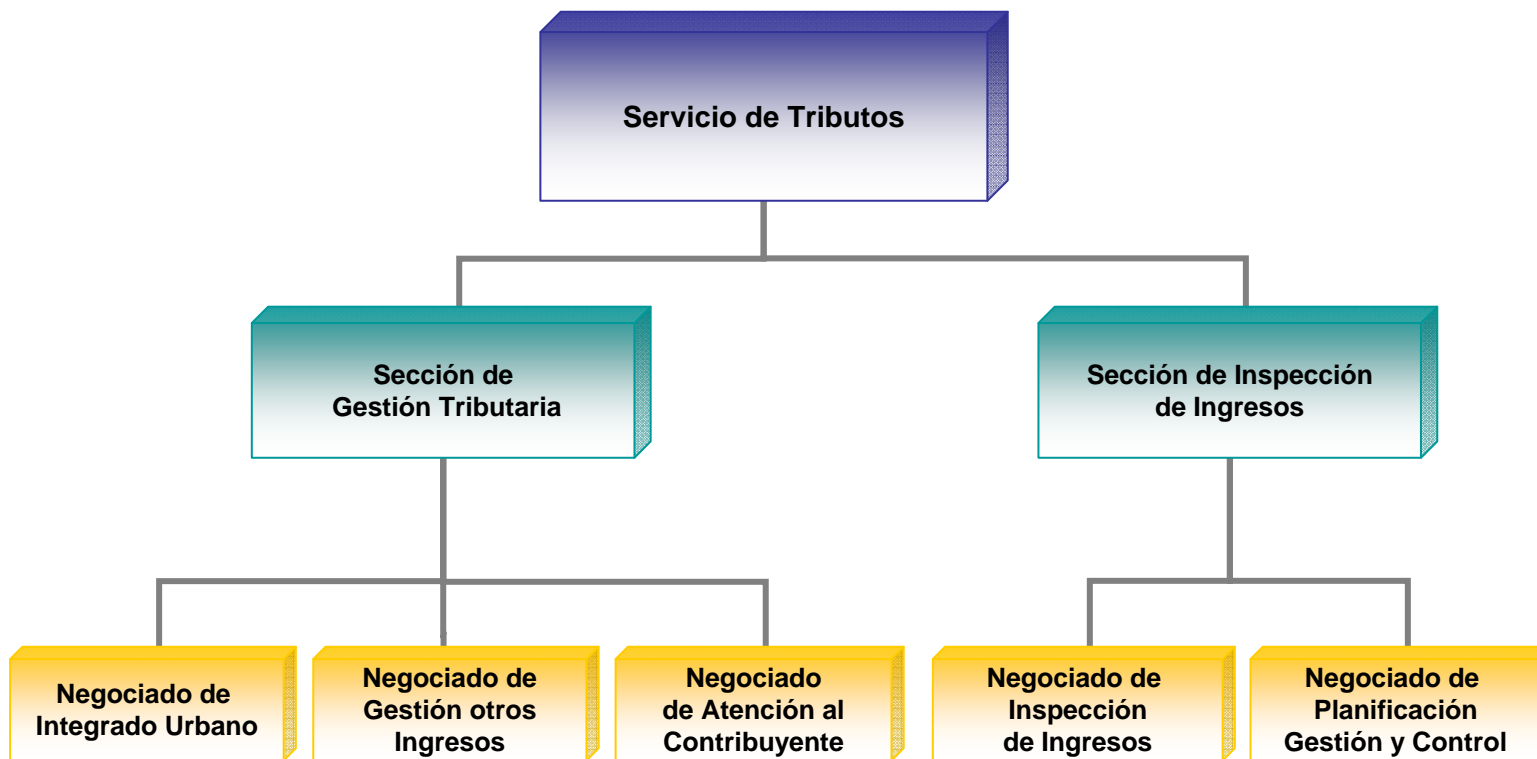 Servicio de Tributos
Sección de
Gestión Tributaria
Sección de Inspección
de Ingresos
Negociado de
Integrado Urbano
Negociado de
Gestión otros
Ingresos
Negociado
de Atención al
Contribuyente
Negociado de
Inspección
de Ingresos
Negociado de
Planificación
Gestión y Control